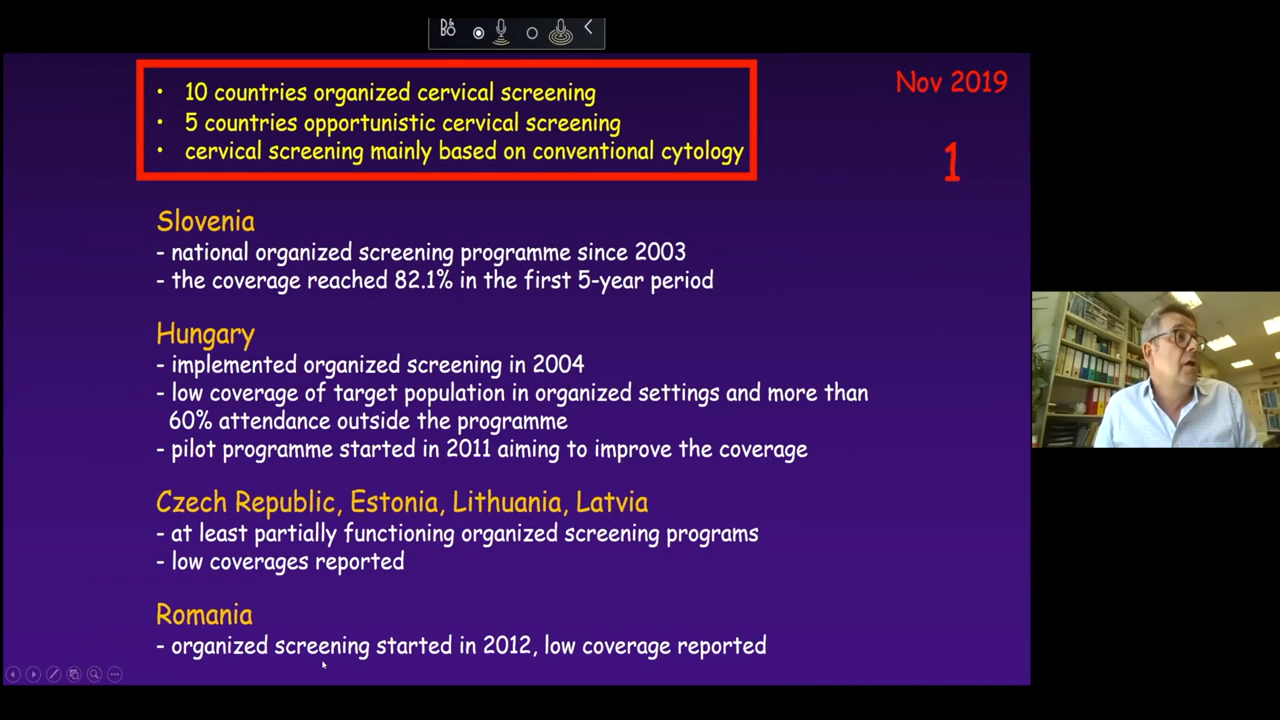 B&
BO
• 10 countries organized cervical screening
• 5 countries opportunistic cervical screening
• cervical screening mainly based on conventional cytology
Nov 2019
1
Slovenia
- national organized screening programme since 2003
- the coverage reached 82.1% in the first 5-year period
Hungary
- implemented organized screening in 2004
- low coverage of target population in organized settings and more than
60% attendance outside the programme
- pilot programme started in 2011 aiming to improve the coverage
Czech Republic, Estonia, Lithuania, Latvia
- at least partially functioning organized screening programs
- low coverages reported
Romania
- organized screening started in 2012, low coverage reported